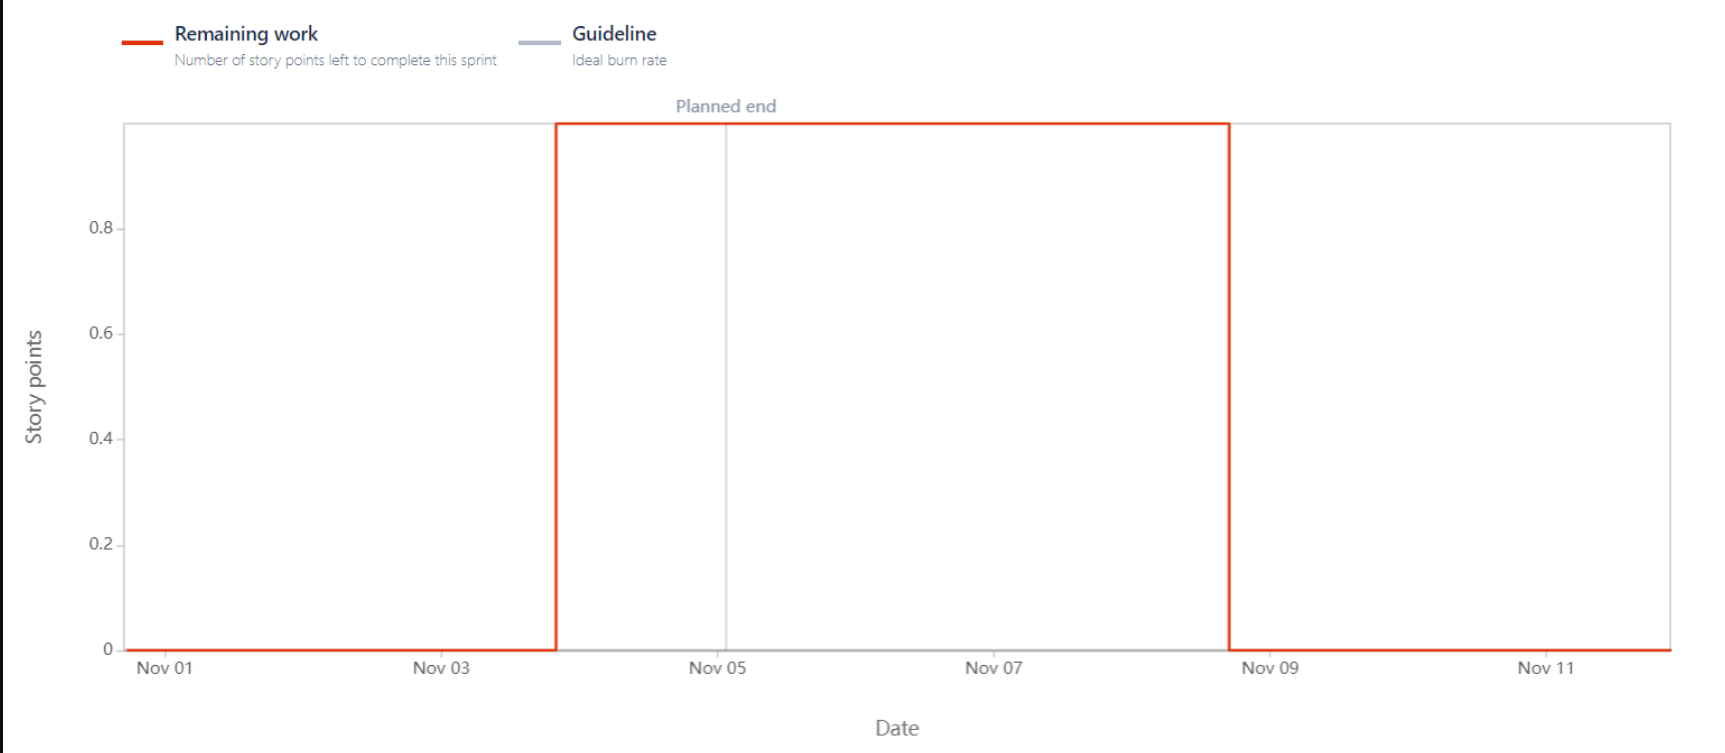 Remaining work
Number of story points left to complete this sprint
Guideline
Ideal burn rate
Planned end
0.8
0.6
0.4
0.2
0
Story points
Nov 01
Nov 03
Nov 05
Nov 07
Nov 09
Nov 11
Date